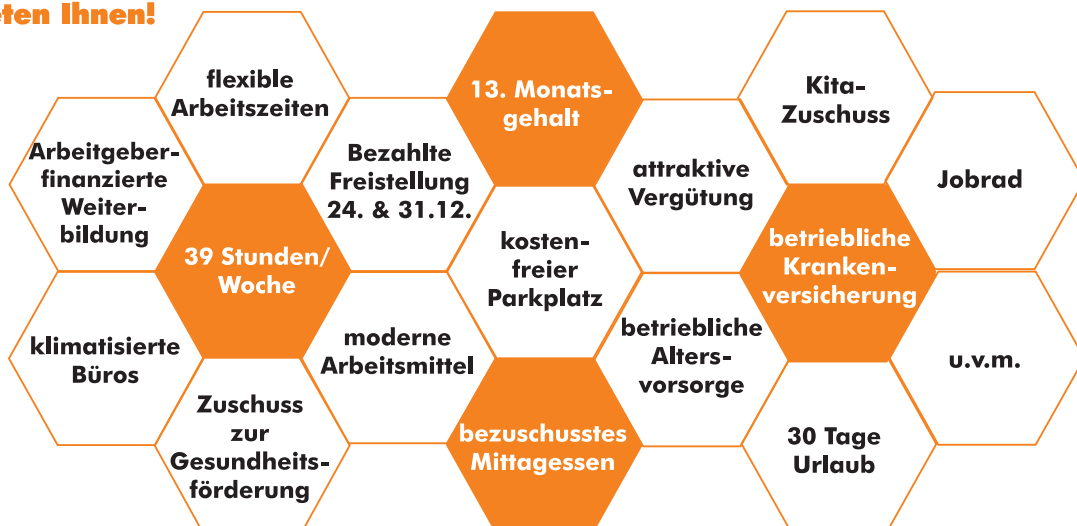 eten Ihnen!
flexible
Arbeitszeiten
13. Monats-
gehalt
Kita-
Zuschuss
Arbeitgeber-
finanzierte
Weiter-
bildung
Bezahlte
Freistellung
24. & 31.12.
attraktive
Vergütung
Jobrad
39 Stunden/
Woche
kosten-
freier
Parkplatz
betriebliche
Kranken-
versicherung
klimatisierte
Büros
moderne
Arbeitsmittel
betriebliche
Alters-
vorsorge
u.v.m.
Zuschuss
zur
Gesundheits-
förderung
bezuschusstes
Mittagessen
30 Tage
Urlaub